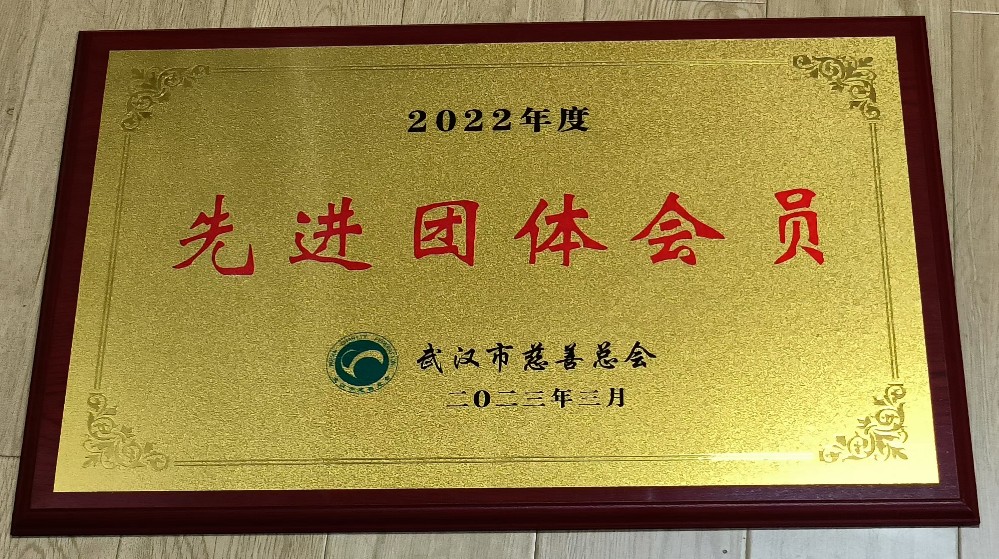 2022年度
先进团体会员
武汉市慈善总会
二〇二三年三月